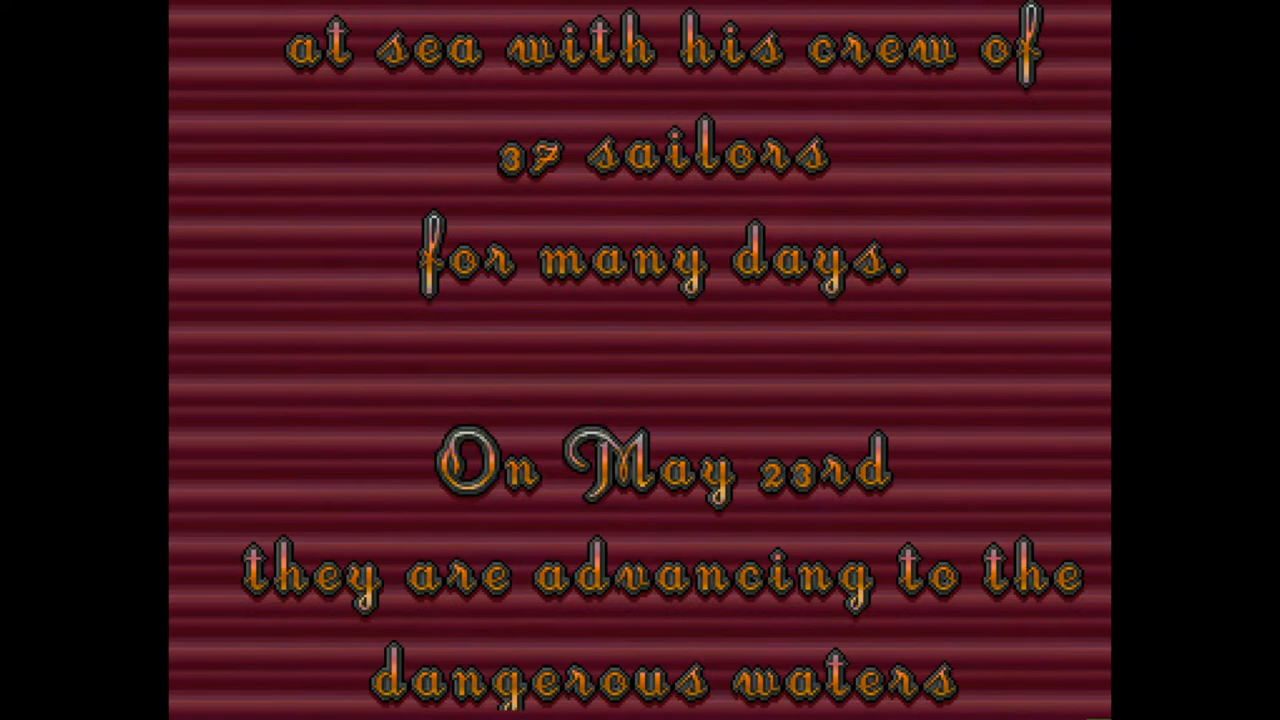 at sea with his crew of
37 sailors
for many days.
On May 23rd
they are advancing to the
dangerous waters